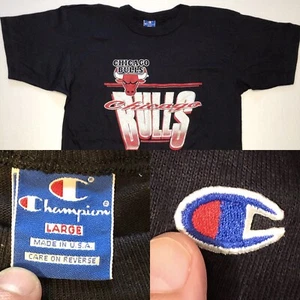 CHICAGO
BULLS
Chicago
BULLS
Champion
LARGE
MADE IN U.S.A.
CARE ON REVERSE